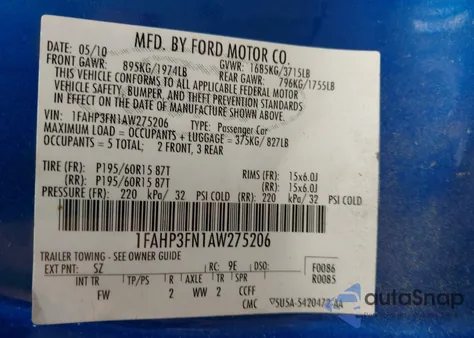 MFD. BY FORD MOTOR CO.
DATE: 05/10 GVWR: 1685KG/3715LB
FRONT GAWR: 895KG/1974LB REAR GAWR: 796KG/1755LB
THIS VEHICLE CONFORMS TO ALL APPLICABLE FEDERAL MOTOR
VEHICLE SAFETY, BUMPER, AND THEFT PREVENTION STANDARDS
IN EFFECT ON THE DATE OF MANUFACTURE SHOWN ABOVE.
VIN: 1FAHP3FN1AW275206 TYPE: Passenger Car
MAXIMUM LOAD = OCCUPANTS + LUGGAGE = 375KG/ 827LB
OCCUPANTS = 5 TOTAL; 2 FRONT, 3 REAR
TIRE (FR): P195/60R15 87T RIMS (FR): 15x6.0J
(RR): P195/60R15 87T (RR): 15x6.0J
PRESSURE (FR): 220 kPa/ 32 PSI COLD (RR): 220 kPa/ 32 PSI COLD
1FAHP3FN1AW275206
TRAILER TOWING - SEE OWNER GUIDE
EXT PNT: SZ RC: 9E DSO: F0086
R0085
INT TR TP/PS R AXLE TR SPR
FW 2 WW 2 CCFF
CMC
autoSnap